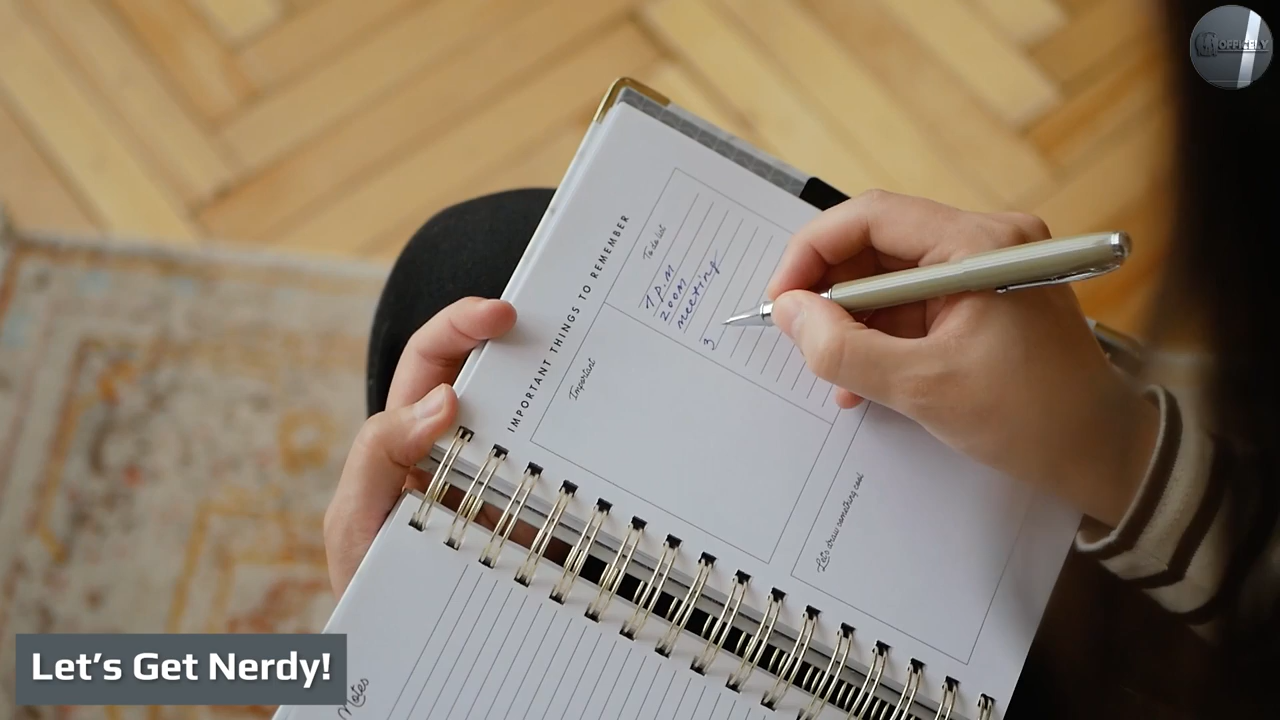 OFFICELY
IMPORTANT THINGS TO REMEMBER
To do list
1 P.M
zoom
meeting
3
Important
Let's draw something cool
Notes
Let's Get Nerdy!